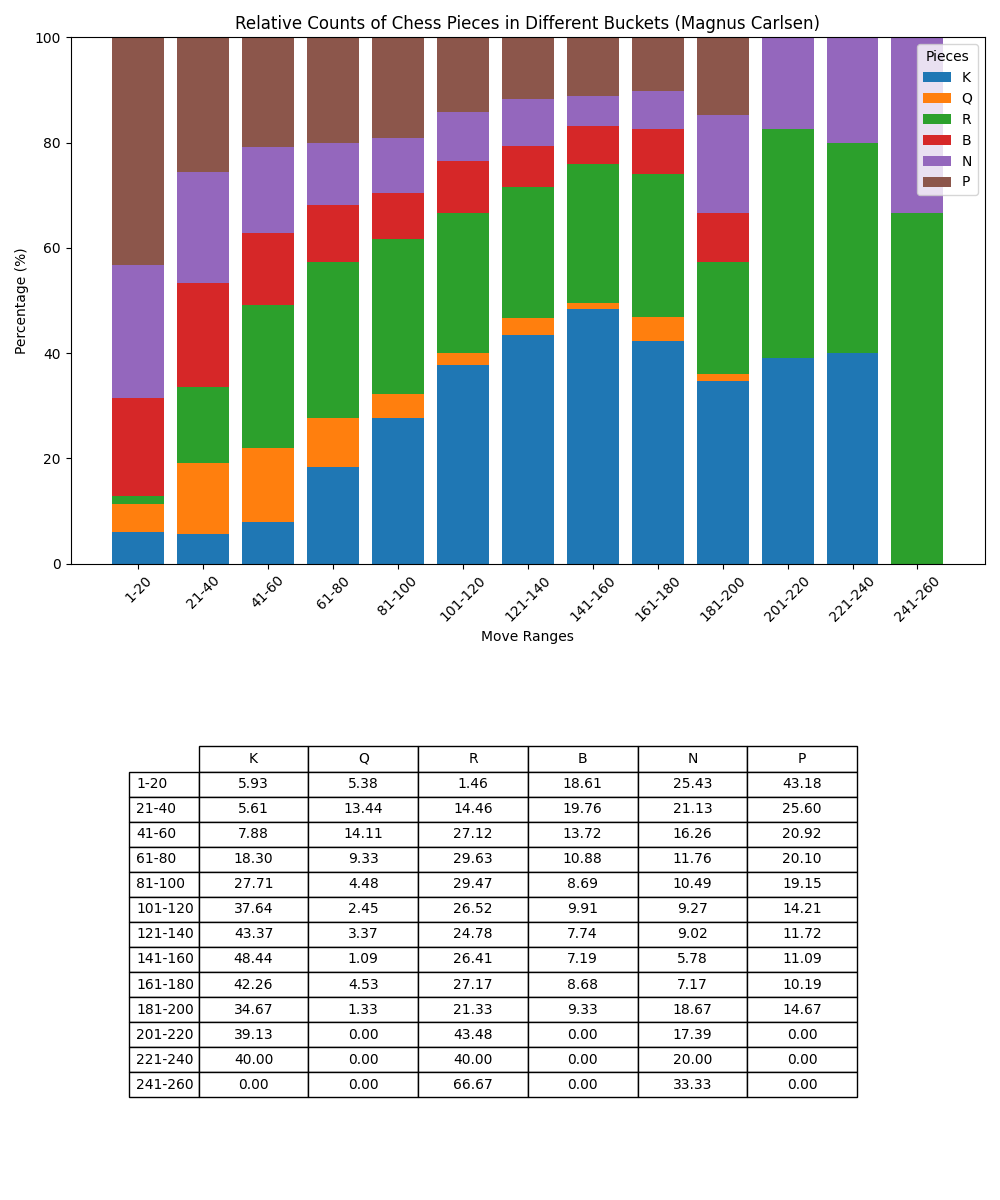 Relative Counts of Chess Pieces in Different Buckets (Magnus Carlsen)
Percentage (%)
100
80
60
40
20
0
Pieces
K
Q
R
B
N
P
1-20 21-40 41-60 61-80 81-100 101-120 121-140 141-160 161-180 181-200 201-220 221-240 241-260
Move Ranges
K Q R B N P
1-20 5.93 5.38 1.46 18.61 25.43 43.18
21-40 5.61 13.44 14.46 19.76 21.13 25.60
41-60 7.88 14.11 27.12 13.72 16.26 20.92
61-80 18.30 9.33 29.63 10.88 11.76 20.10
81-100 27.71 4.48 29.47 8.69 10.49 19.15
101-120 37.64 2.45 26.52 9.91 9.27 14.21
121-140 43.37 3.37 24.78 7.74 9.02 11.72
141-160 48.44 1.09 26.41 7.19 5.78 11.09
161-180 42.26 4.53 27.17 8.68 7.17 10.19
181-200 34.67 1.33 21.33 9.33 18.67 14.67
201-220 39.13 0.00 43.48 0.00 17.39 0.00
221-240 40.00 0.00 40.00 0.00 20.00 0.00
241-260 0.00 0.00 66.67 0.00 33.33 0.00